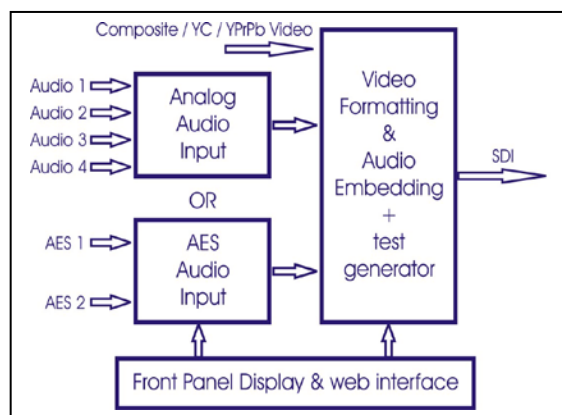 Composite / YC / YPrPb Video
Audio 1
Audio 2
Audio 3
Audio 4
Analog
Audio
Input
OR
AES 1
AES 2
AES
Audio
Input
Video
Formatting
&
Audio
Embedding
+
test
generator
SDI
Front Panel Display & web interface